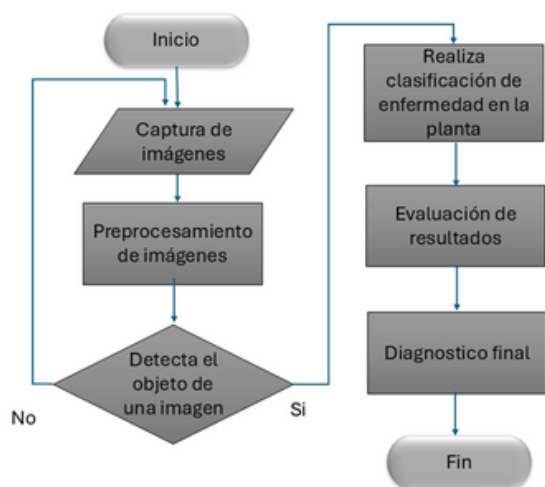 Inicio
Captura de
imágenes
Preprocesamiento
de imágenes
Detecta el
objeto de
una imagen
No
Si
Realiza
clasificación de
enfermedad en la
planta
Evaluación de
resultados
Diagnostico final
Fin